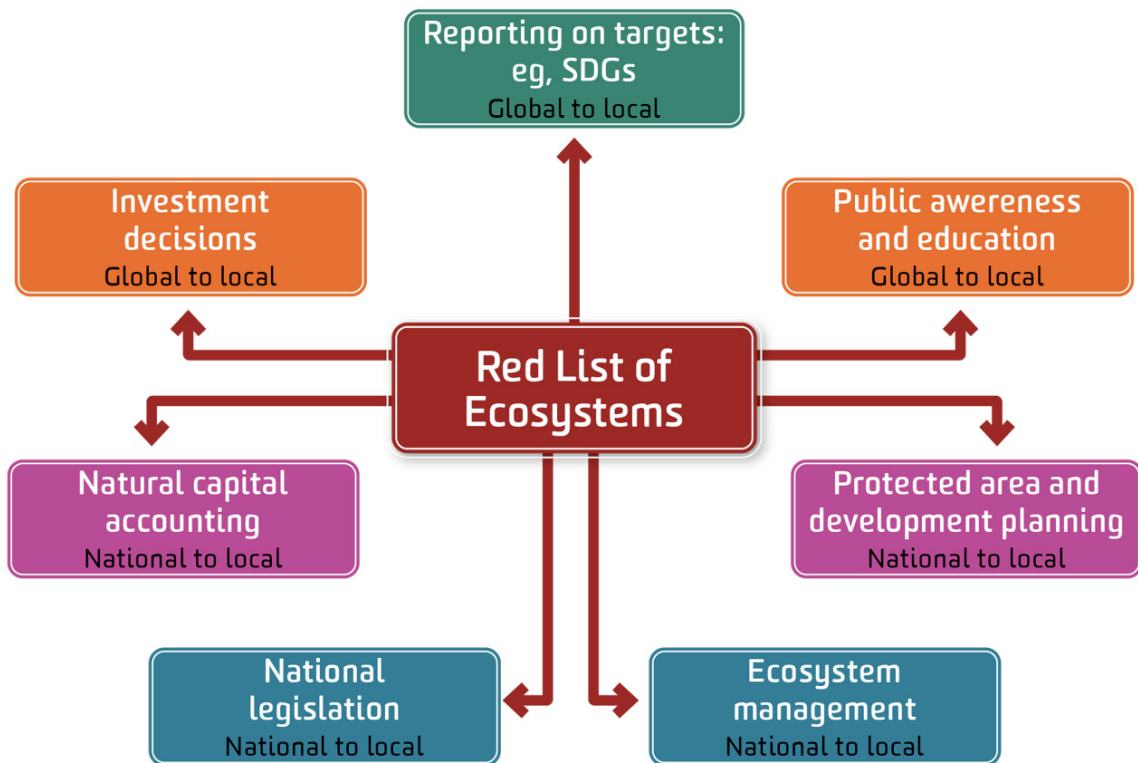 Reporting on targets:
eg, SDGs
Global to local
Investment
decisions
Global to local
Public awereness
and education
Global to local
Red List of
Ecosystems
Natural capital
accounting
National to local
Protected area and
development planning
National to local
National
legislation
National to local
Ecosystem
management
National to local